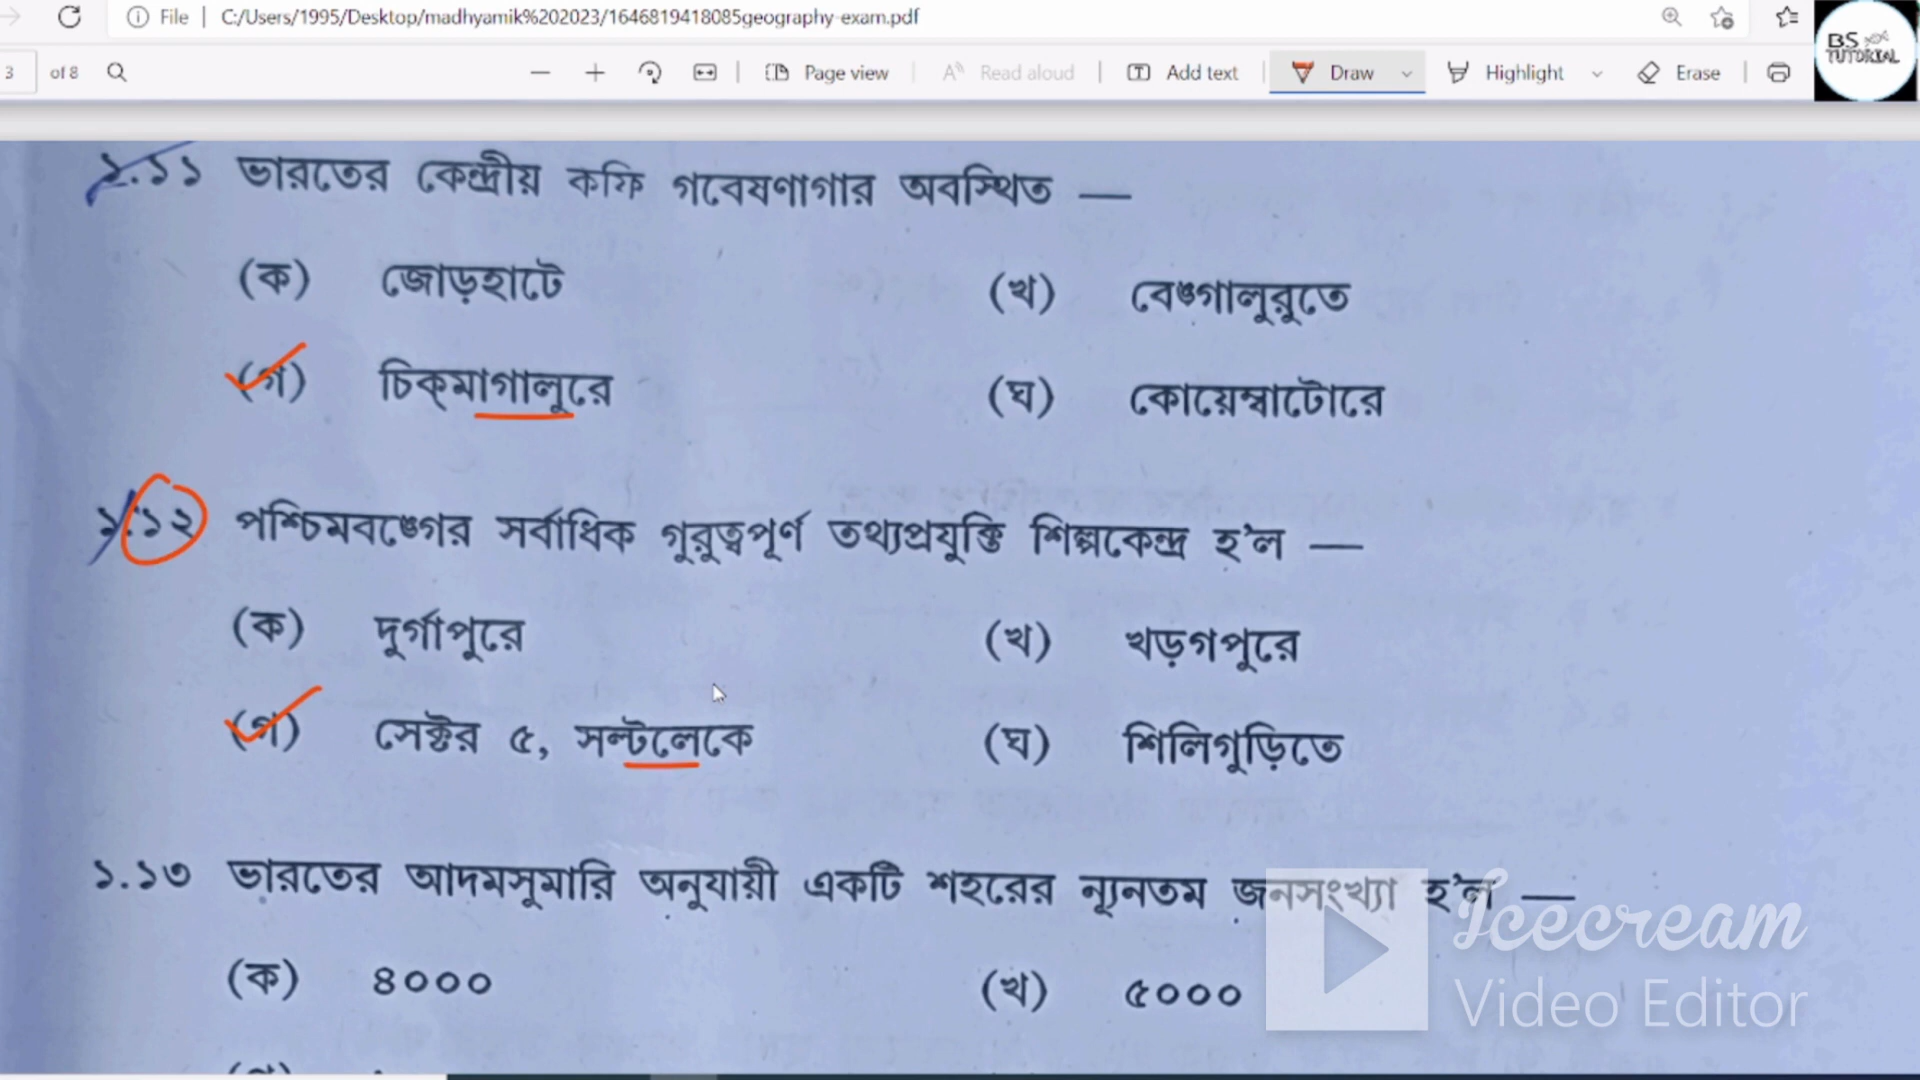 File | C:/Users/1995/Desktop/madhyamik%202023/1646819418085geography-exam.pdf
3 of 8 Page view Read aloud Add text Draw Highlight Erase
BS TUTORIAL
১.১১ ভারতের কেন্দ্রীয় কফি গবেষণাগার অবস্থিত —
(ক) জোড়হাটে (খ) বেঙ্গালুরুতে
(গ) চিক্‌মাগালুরে (ঘ) কোয়েম্বাটোরে
১.১২ পশ্চিমবঙ্গের সর্বাধিক গুরুত্বপূর্ণ তথ্যপ্রযুক্তি শিল্পকেন্দ্র হ'ল —
(ক) দুর্গাপুরে (খ) খড়গপুরে
(গ) সেক্টর ৫, সল্টলেকে (ঘ) শিলিগুড়িতে
১.১৩ ভারতের আদমসুমারি অনুযায়ী একটি শহরের ন্যূনতম জনসংখ্যা হ'ল —
(ক) ৪০০০ (খ) ৫০০০
Icecream
Video Editor